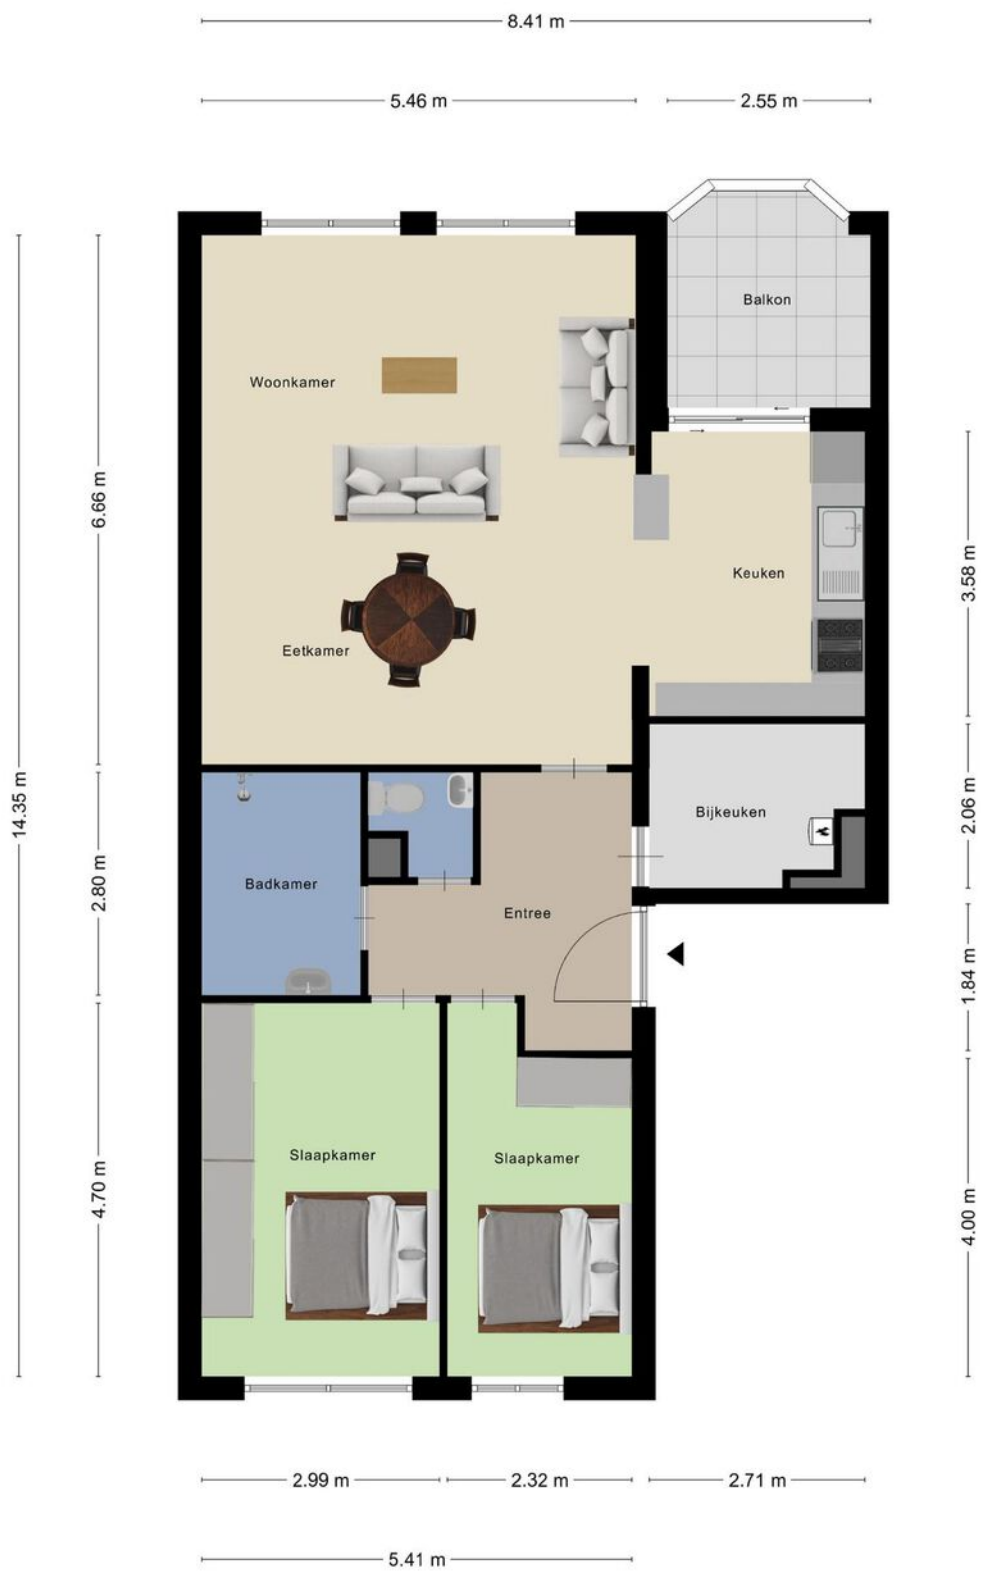 8.41 m
5.46 m
2.55 m
Balkon
Woonkamer
6.66 m
Keuken
3.58 m
Eetkamer
14.35 m
Bijkeuken
2.06 m
Badkamer
2.80 m
Entree
1.84 m
Slaapkamer
Slaapkamer
4.70 m
4.00 m
2.99 m
2.32 m
2.71 m
5.41 m